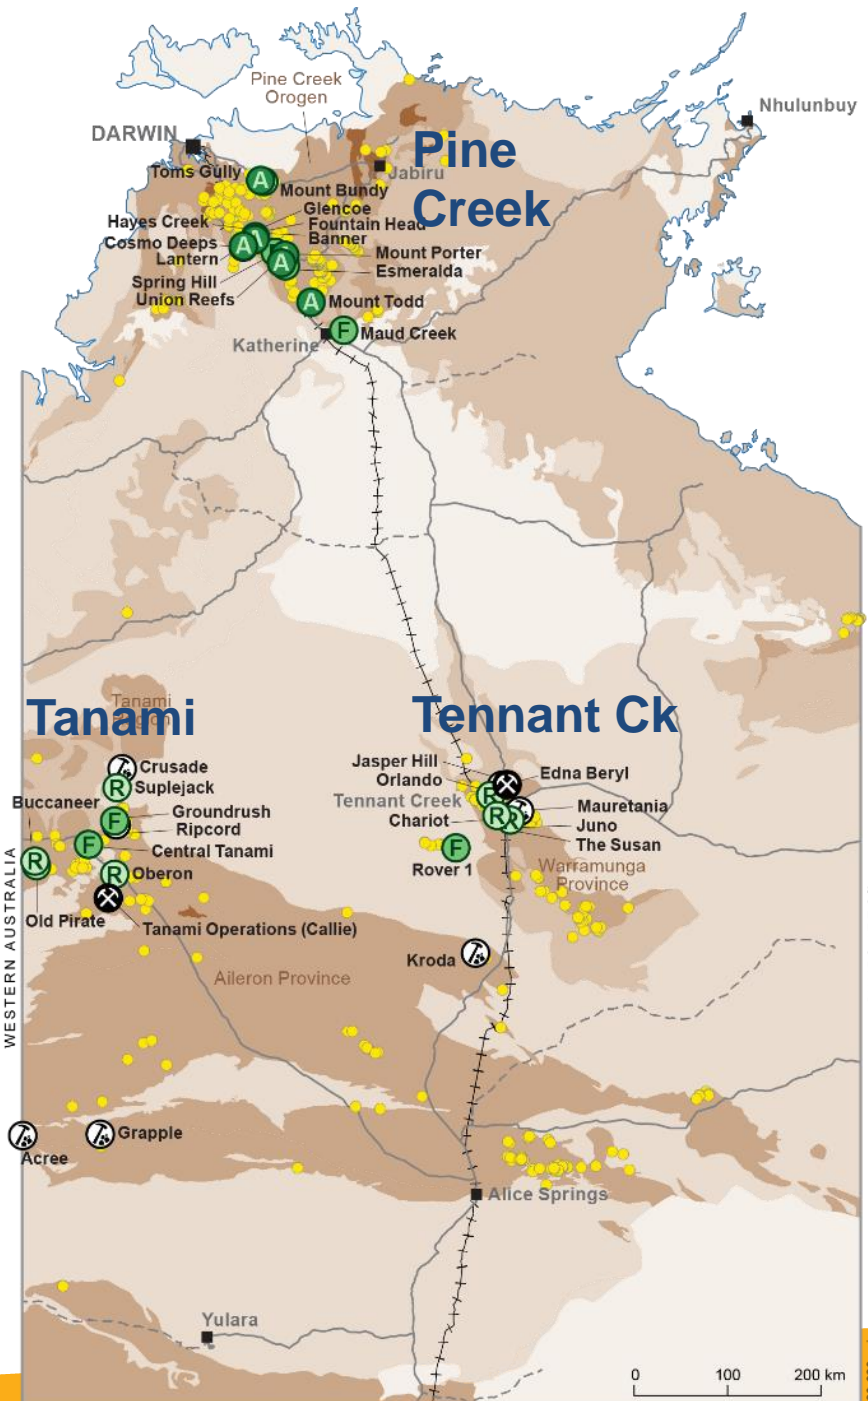 Pine Creek
Orogen
Nhulunbuy
DARWIN
Pine
Creek
Jabiru
Toms Gully
A
Mount Bundy
Glencoe
Hayes Creek
Fountain Head
Cosmo Deeps
A
Banner
Lantern
Mount Porter
A
Esmeralda
Spring Hill
Union Reefs
A
Mount Todd
F
Maud Creek
Katherine
Tanami
Tanami
Tennant Ck
Crusade
R
Suplejack
Buccaneer
F
Groundrush
Ripcord
F
Central Tanami
R
R
Oberon
Old Pirate
Tanami Operations (Callie)
Jasper Hill
Edna Beryl
Orlando
R
Tennant Creek
Mauretania
Chariot
R
R
Juno
The Susan
F
Rover 1
Warramunga
Province
Kroda
WESTERN AUSTRALIA
Aileron Province
Acree
Grapple
Alice Springs
Yulara
0 100 200 km